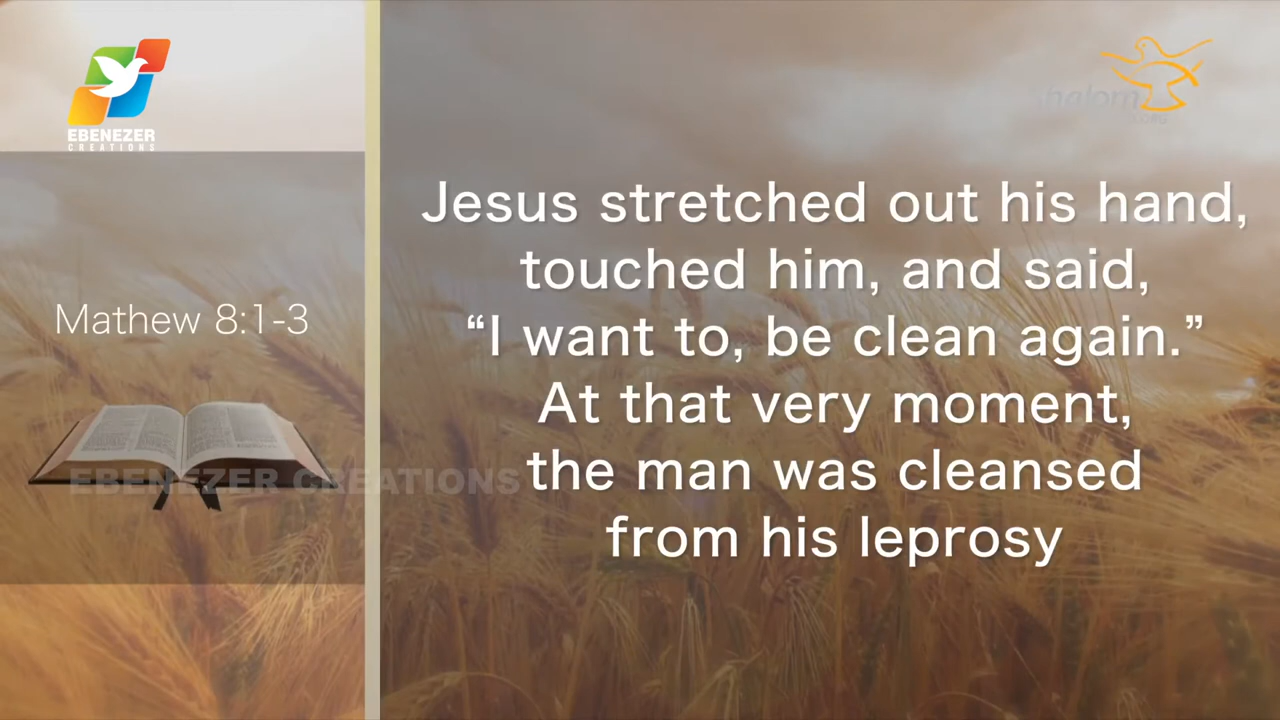 EBENEZER
CREATIONS
Mathew 8:1-3
EBENEZER CREATIONS
Jesus stretched out his hand,
touched him, and said,
“I want to, be clean again.”
At that very moment,
the man was cleansed
from his leprosy